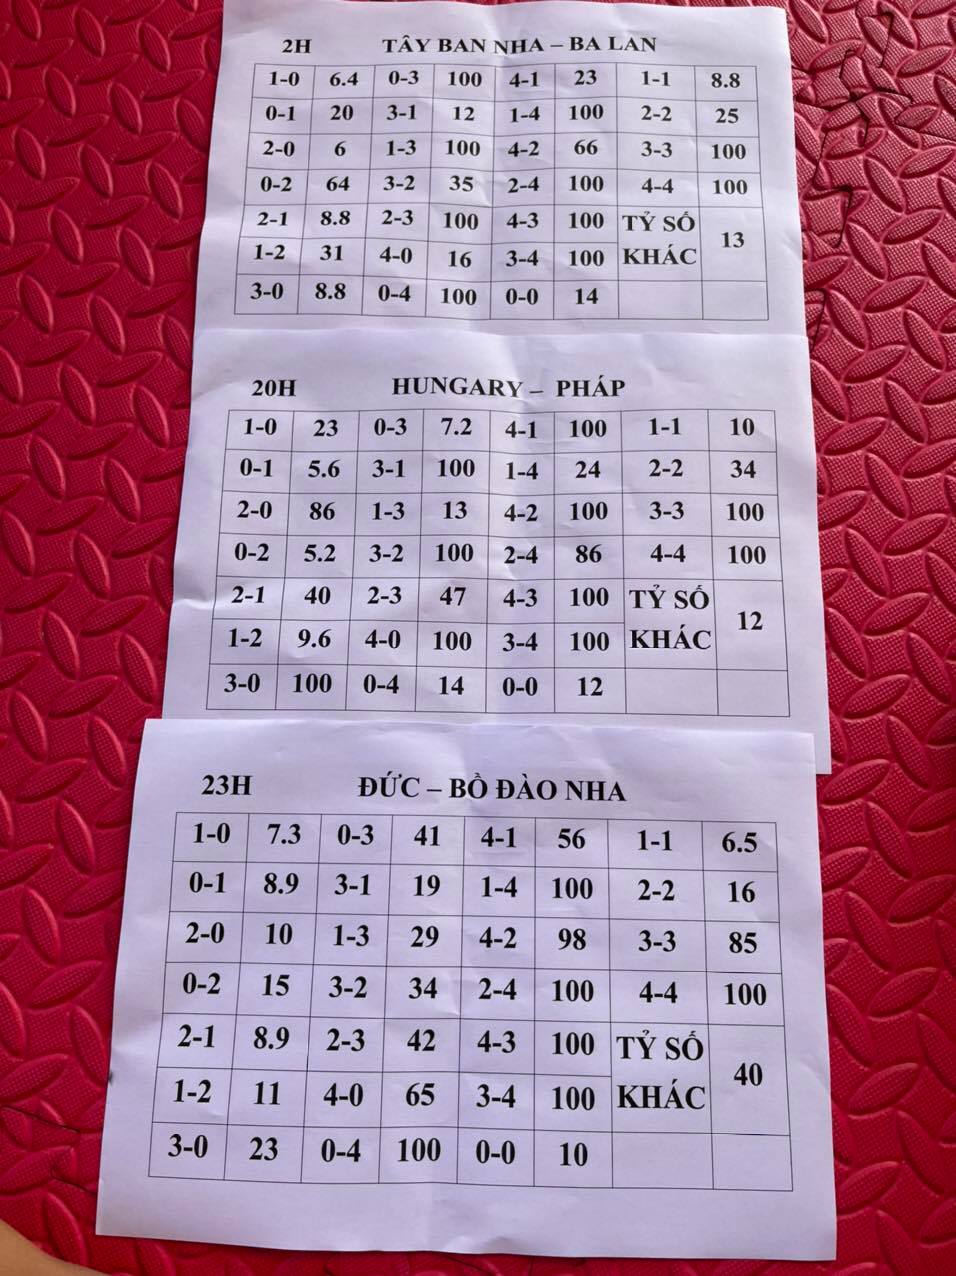 2H TÂY BAN NHA – BA LAN
1-0 6.4 0-3 100 4-1 23 1-1 8.8
0-1 20 3-1 12 1-4 100 2-2 25
2-0 6 1-3 100 4-2 66 3-3 100
0-2 64 3-2 35 2-4 100 4-4 100
2-1 8.8 2-3 100 4-3 100 TỶ SỐ
1-2 31 4-0 16 3-4 100 KHÁC 13
3-0 8.8 0-4 100 0-0 14
20H HUNGARY – PHÁP
1-0 23 0-3 7.2 4-1 100 1-1 10
0-1 5.6 3-1 100 1-4 24 2-2 34
2-0 86 1-3 13 4-2 100 3-3 100
0-2 5.2 3-2 100 2-4 86 4-4 100
2-1 40 2-3 47 4-3 100 TỶ SỐ
1-2 9.6 4-0 100 3-4 100 KHÁC 12
3-0 100 0-4 14 0-0 12
23H ĐỨC – BỒ ĐÀO NHA
1-0 7.3 0-3 41 4-1 56 1-1 6.5
0-1 8.9 3-1 19 1-4 100 2-2 16
2-0 10 1-3 29 4-2 98 3-3 85
0-2 15 3-2 34 2-4 100 4-4 100
2-1 8.9 2-3 42 4-3 100 TỶ SỐ
1-2 11 4-0 65 3-4 100 KHÁC 40
3-0 23 0-4 100 0-0 10